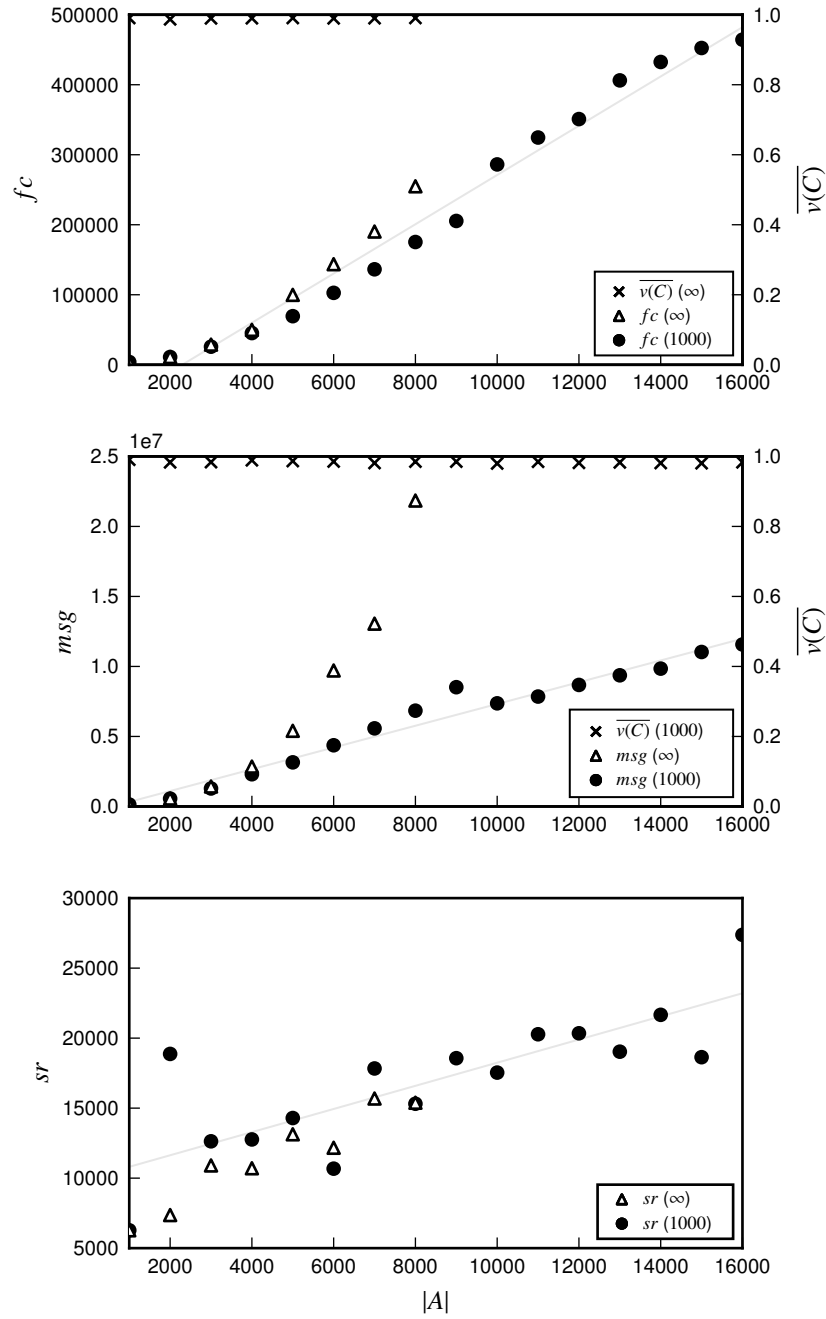 500000
400000
300000
200000
100000
0
fc
1.0
0.8
0.6
0.4
0.2
0.0
v(C)
v(C) (∞)
fc (∞)
fc (1000)
2000 4000 6000 8000 10000 12000 14000 16000
1e7
2.5
2.0
1.5
1.0
0.5
0.0
msg
1.0
0.8
0.6
0.4
0.2
0.0
v(C)
v(C) (1000)
msg (∞)
msg (1000)
2000 4000 6000 8000 10000 12000 14000 16000
30000
25000
20000
15000
10000
5000
sr
sr (∞)
sr (1000)
2000 4000 6000 8000 10000 12000 14000 16000
|A|